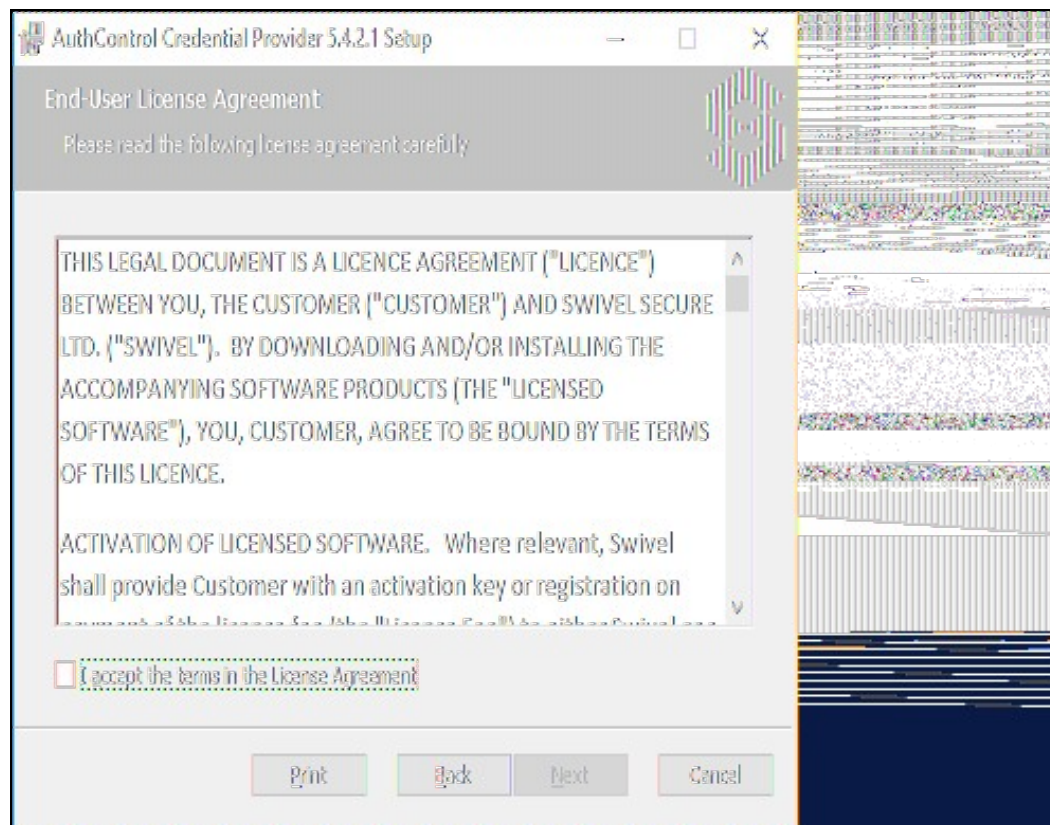 AuthControl Credential Provider 5.4.2.1 Setup
End-User License Agreement
Please read the following license agreement carefully
THIS LEGAL DOCUMENT IS A LICENCE AGREEMENT ("LICENCE")
BETWEEN YOU, THE CUSTOMER ("CUSTOMER") AND SWIVEL SECURE
LTD. ("SWIVEL").  BY DOWNLOADING AND/OR INSTALLING THE
ACCOMPANYING SOFTWARE PRODUCTS (THE "LICENSED
SOFTWARE"), YOU, CUSTOMER, AGREE TO BE BOUND BY THE TERMS
OF THIS LICENCE.
ACTIVATION OF LICENSED SOFTWARE.   Where relevant, Swivel
shall provide Customer with an activation key or registration on
I accept the terms in the License Agreement
Print
Back
Next
Cancel